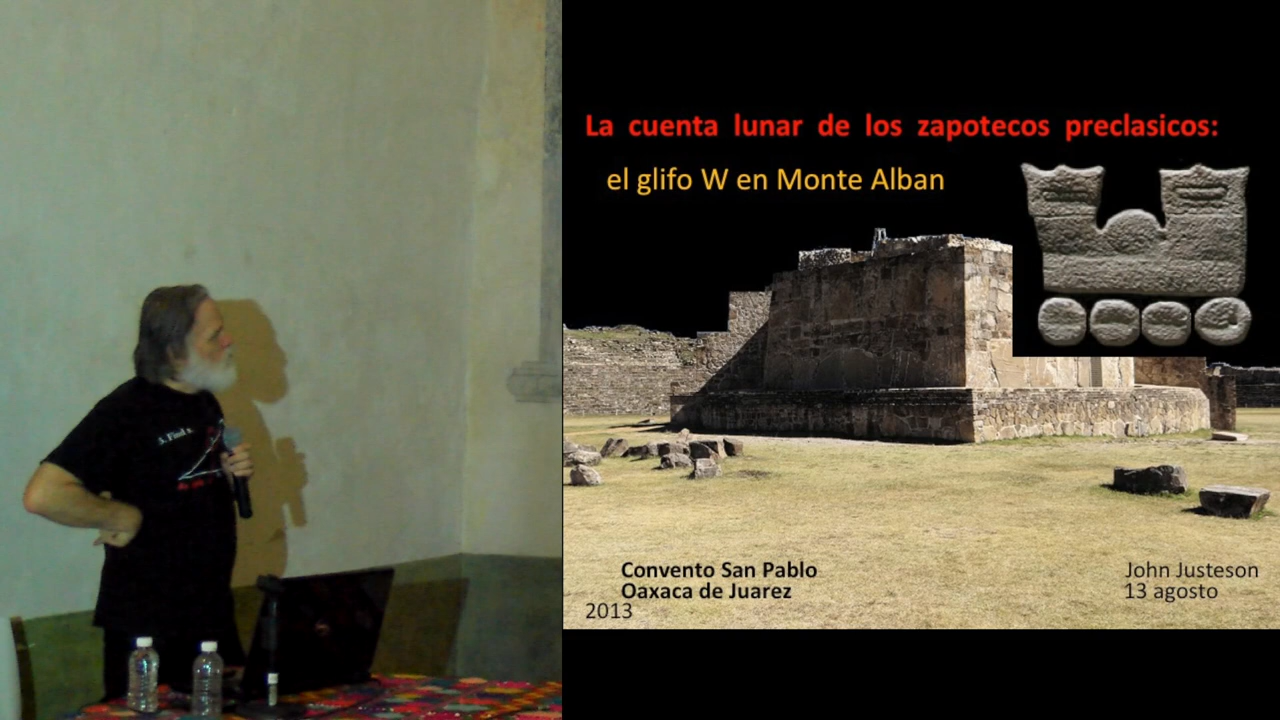 La cuenta lunar de los zapotecos preclasicos:
el glifo W en Monte Alban
Convento San Pablo
Oaxaca de Juarez
2013
John Justeson
13 agosto